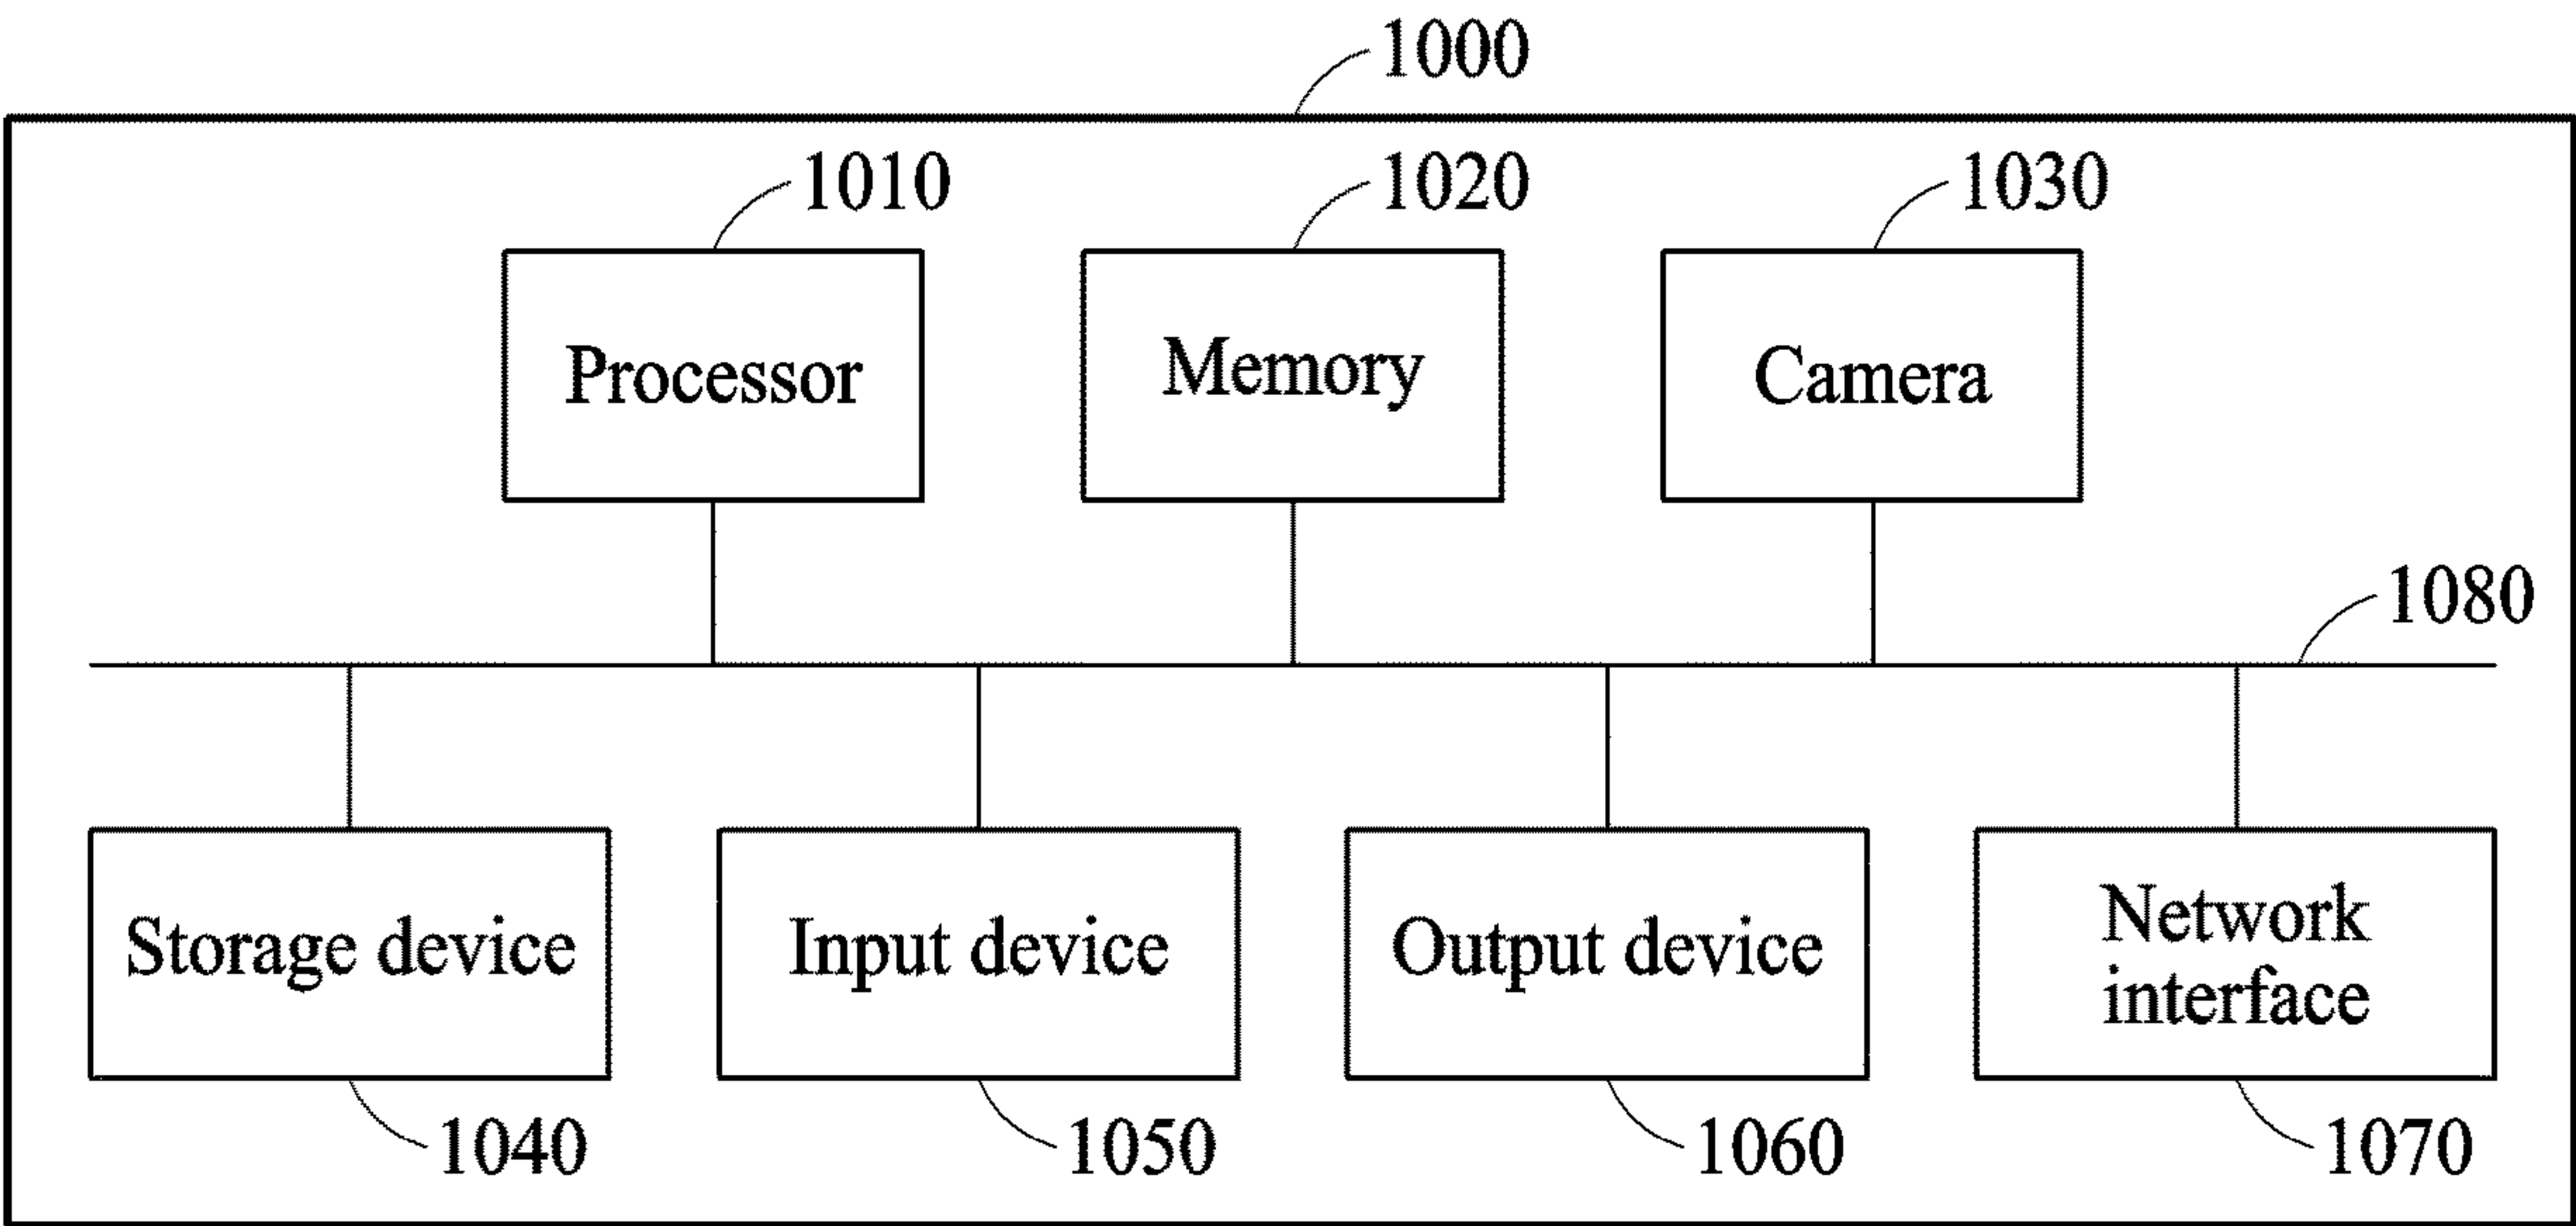 1000
1010
1020
1030
Processor
Memory
Camera
1080
Storage device
Input device
Output device
Network
interface
1040
1050
1060
1070